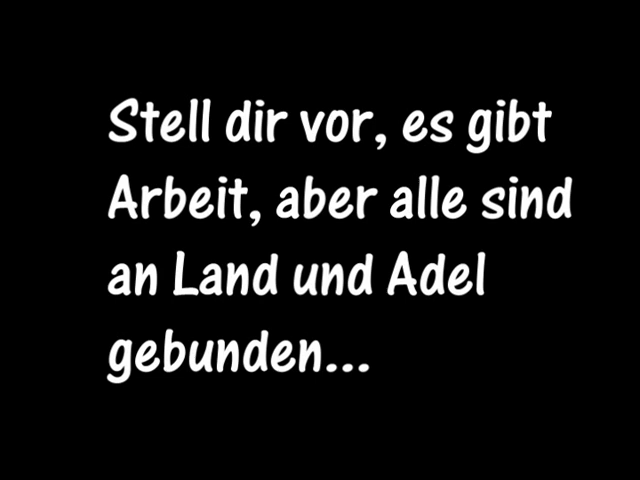 Stell dir vor, es gibt
Arbeit, aber alle sind
an Land und Adel
gebunden...